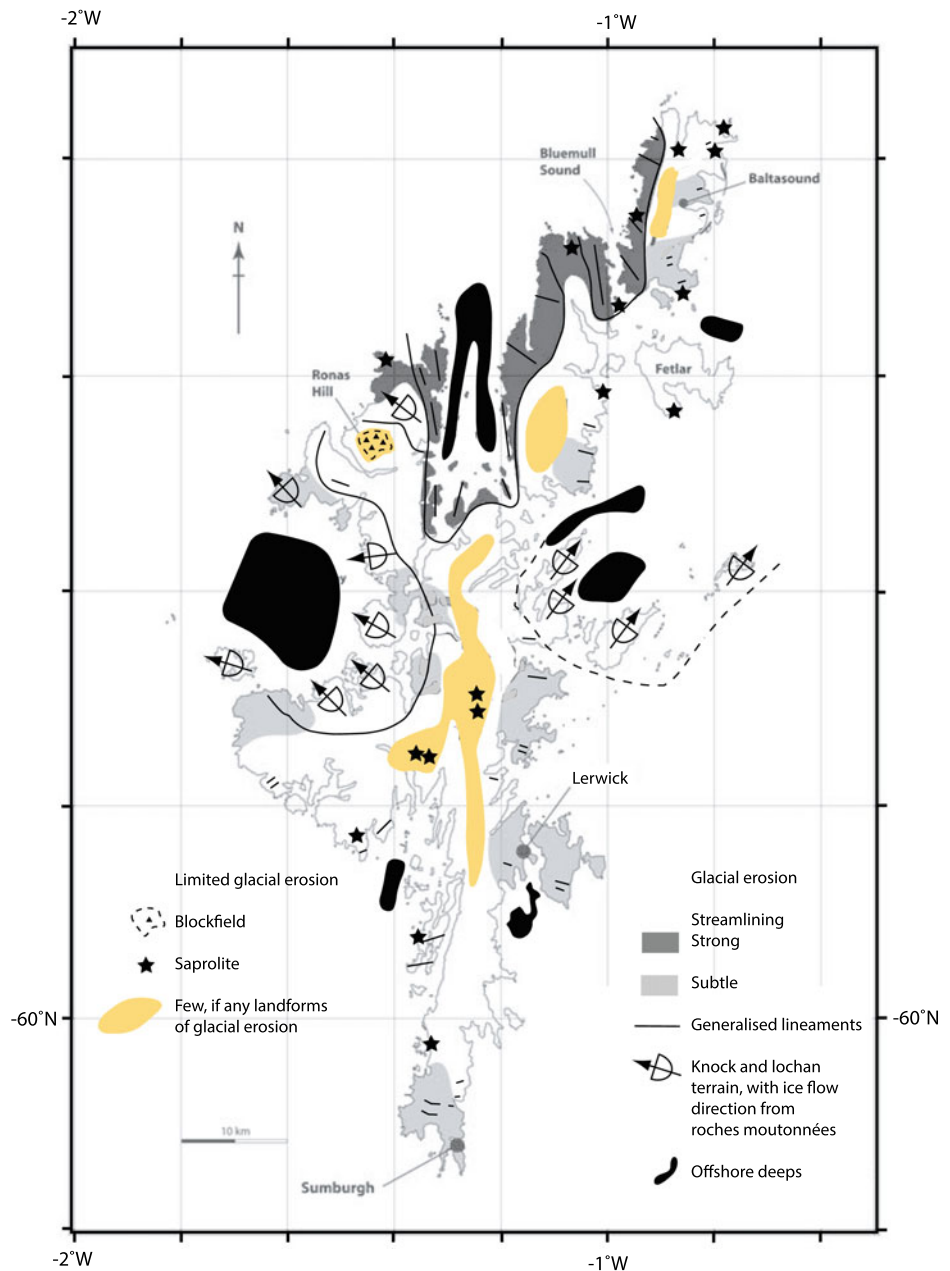 -2˚W
-1˚W
Bluemull
Sound
Baltasound
N
Fetlar
Ronas
Hill
y
Lerwick
Limited glacial erosion
Blockfield
Saprolite
Few, if any landforms
of glacial erosion
Glacial erosion
Streamlining
Strong
Subtle
Generalised lineaments
Knock and lochan
terrain, with ice flow
direction from
roches moutonnées
Offshore deeps
-60˚N
-60˚N
10 km
Sumburgh
-2˚W
-1˚W